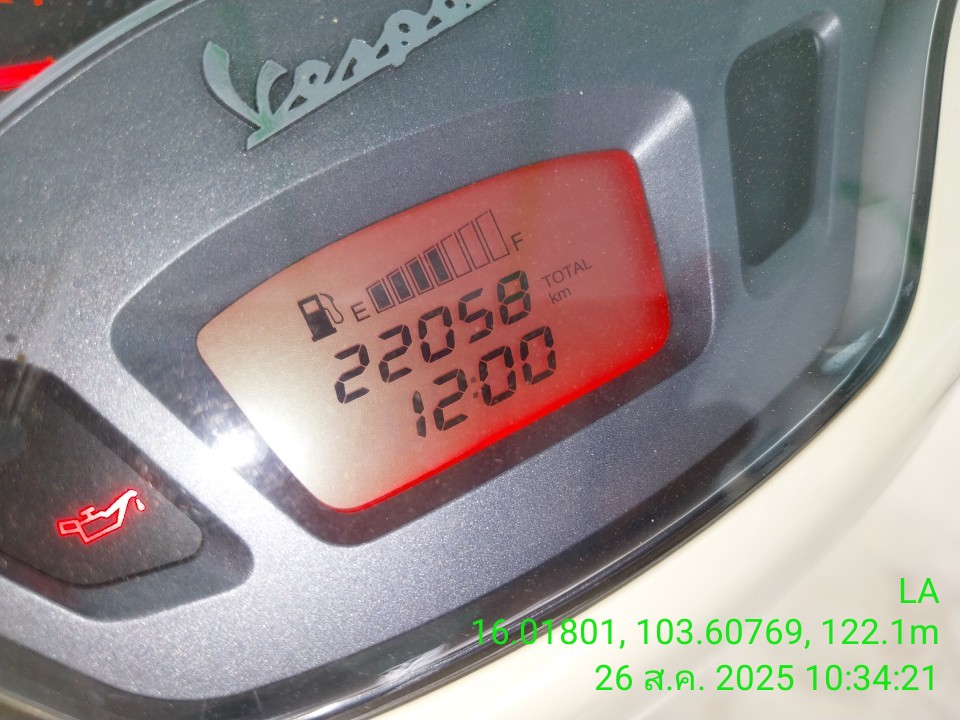 Vespa
F
E
TOTAL
22058 km
12:00
LA
16.01801, 103.60769, 122.1m
26 ส.ค. 2025 10:34:21